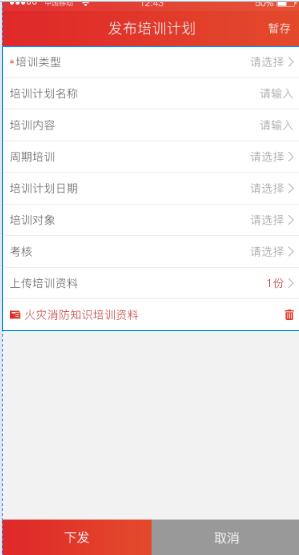 中国移动 12:43 50%
发布培训计划 暂存
*培训类型 请选择
培训计划名称 请输入
培训内容 请输入
周期培训 请选择
培训计划日期 请选择
培训对象 请选择
考核 请选择
上传培训资料 1份
火灾消防知识培训资料
下发 取消